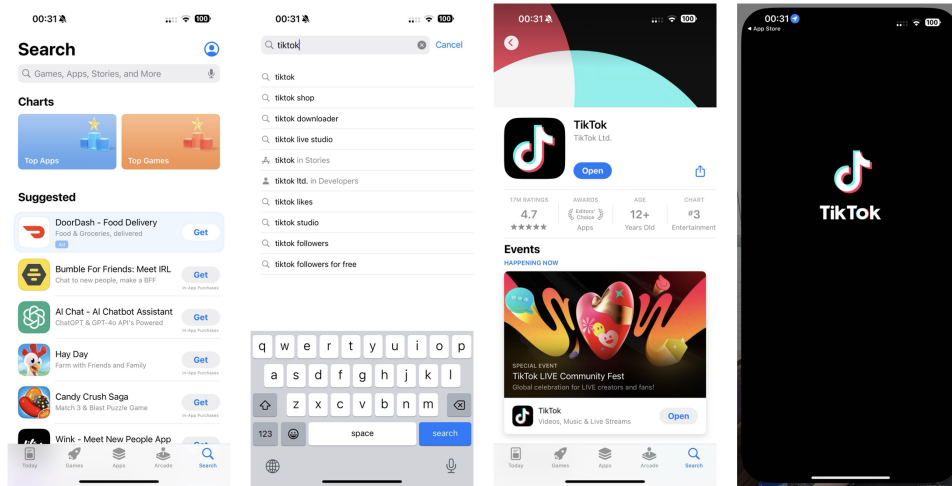 00:31
100
Search
Games, Apps, Stories, and More
Charts
Top Apps
Top Games
Suggested
DoorDash - Food Delivery
Food & Groceries, delivered
Ad
Get
Bumble For Friends: Meet IRL
Chat to new people, make a BFF
Get
In-App Purchases
AI Chat - AI Chatbot Assistant
ChatGPT & GPT-4o API's Powered
Get
In-App Purchases
Hay Day
Farm with Friends and Family
Get
In-App Purchases
Candy Crush Saga
Match 3 & Blast Puzzle Game
Get
In-App Purchases
Wink - Meet New People App
Get
Today
Games
Apps
Arcade
Search
00:31
100
tiktok
Cancel
tiktok
tiktok shop
tiktok downloader
tiktok live studio
tiktok in Stories
tiktok ltd. in Developers
tiktok likes
tiktok studio
tiktok followers
tiktok followers for free
q w e r t y u i o p
a s d f g h j k l
z x c v b n m
123
space
search
00:31
100
TikTok
TikTok Ltd.
Open
17M RATINGS
4.7
★★★★★
AWARDS
Editors'
Choice
Apps
AGE
12+
Years Old
CHART
#3
Entertainment
Events
HAPPENING NOW
SPECIAL EVENT
TikTok LIVE Community Fest
Global celebration for LIVE creators and fans!
TikTok
Videos, Music & Live Streams
Open
Today
Games
Apps
Arcade
Search
00:31
100
App Store
TikTok